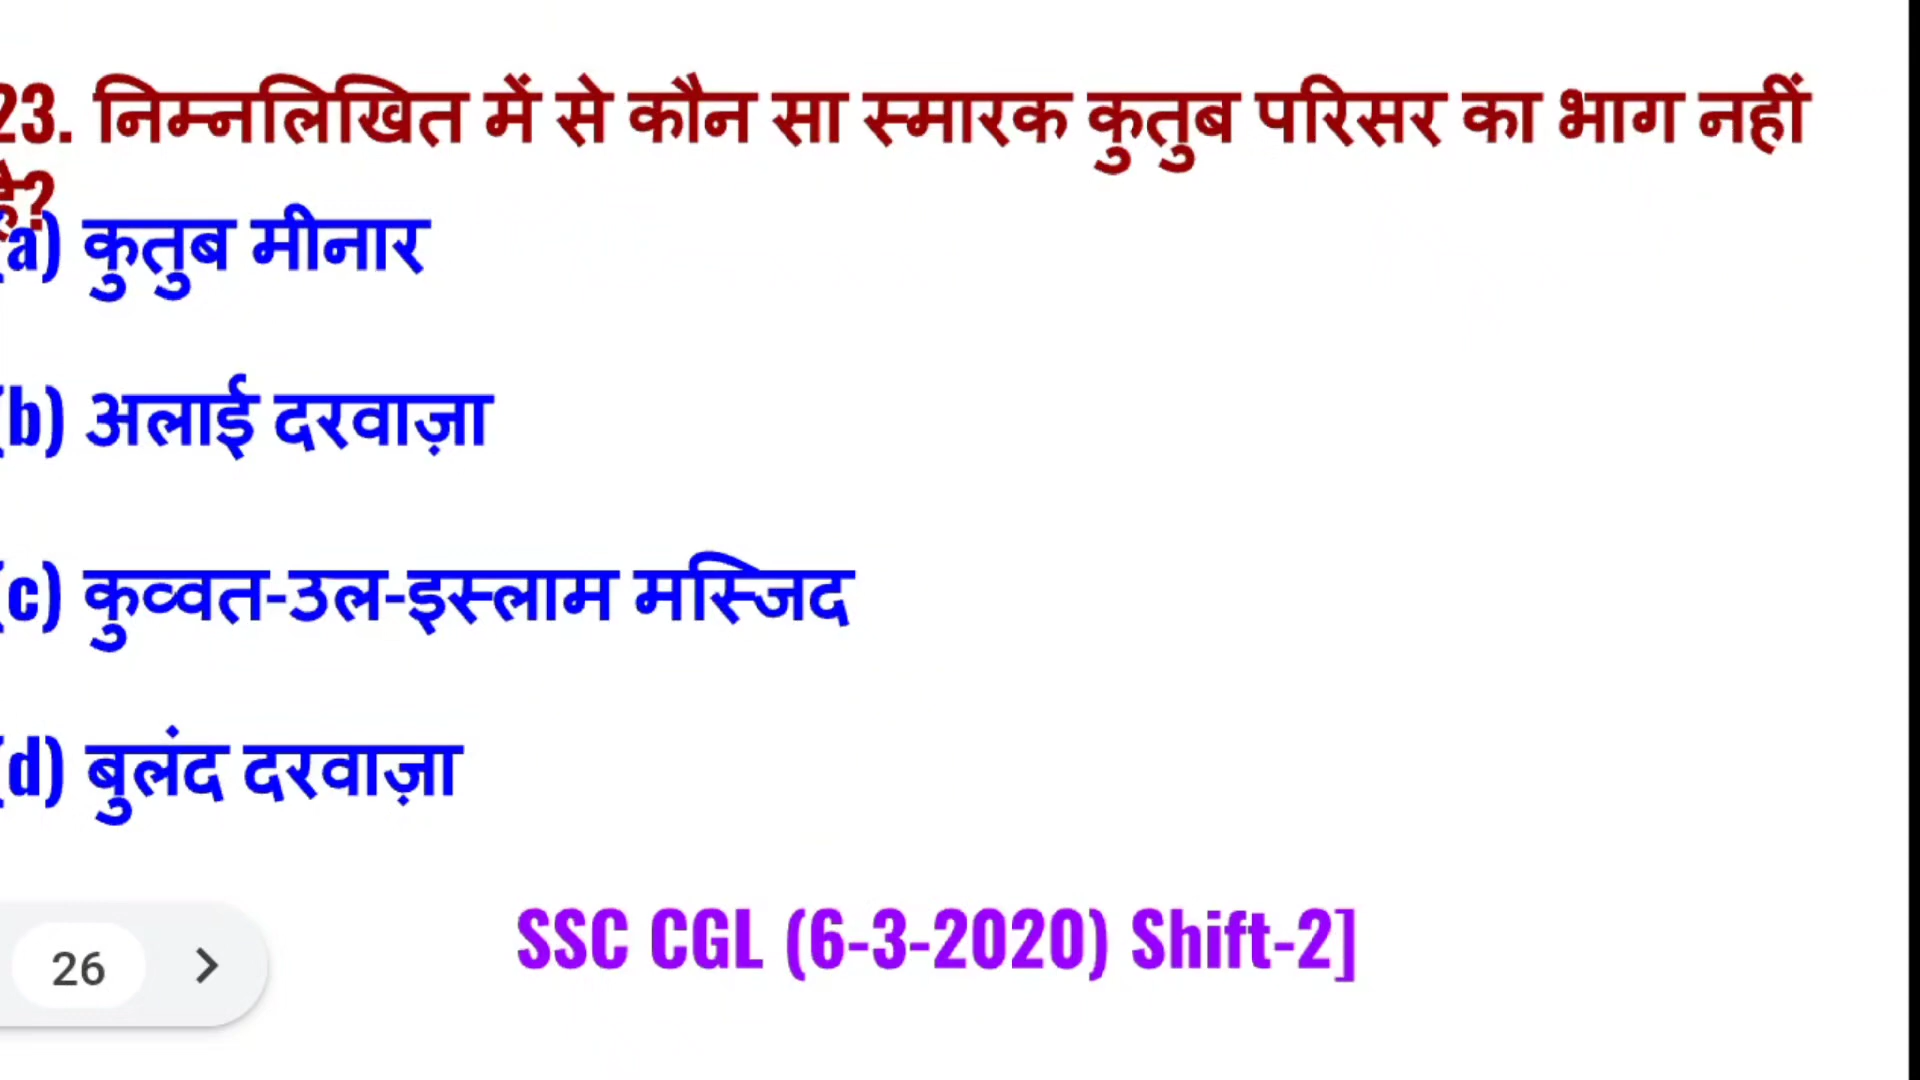 23. निम्नलिखित में से कौन सा स्मारक कुतुब परिसर का भाग नहीं
है?
(a) कुतुब मीनार
(b) अलाई दरवाज़ा
(c) कुव्वत-उल-इस्लाम मस्जिद
(d) बुलंद दरवाज़ा
SSC CGL (6-3-2020) Shift-2]
26 >